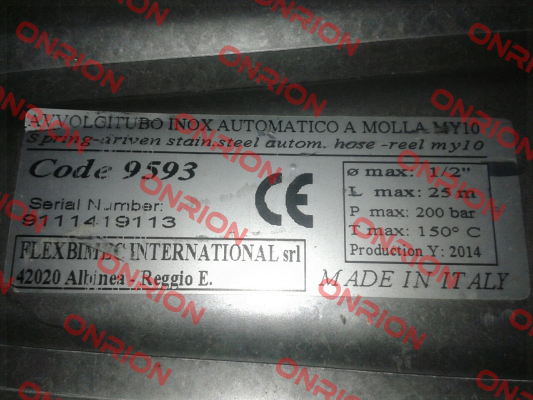 AVVOLGITUBO INOX AUTOMATICO A MOLLA MY10
Spring-driven stain.steel autom. hose-reel my10
Code 9593
Serial Number:
9111419113
FLEXBIMEC INTERNATIONAL srl
42020 Albinea - Reggio E.
CE
ø max: 1/2"
L max: 25 m
P max: 200 bar
T max: 150° C
Production Y: 2014
MADE IN ITALY
ONRION